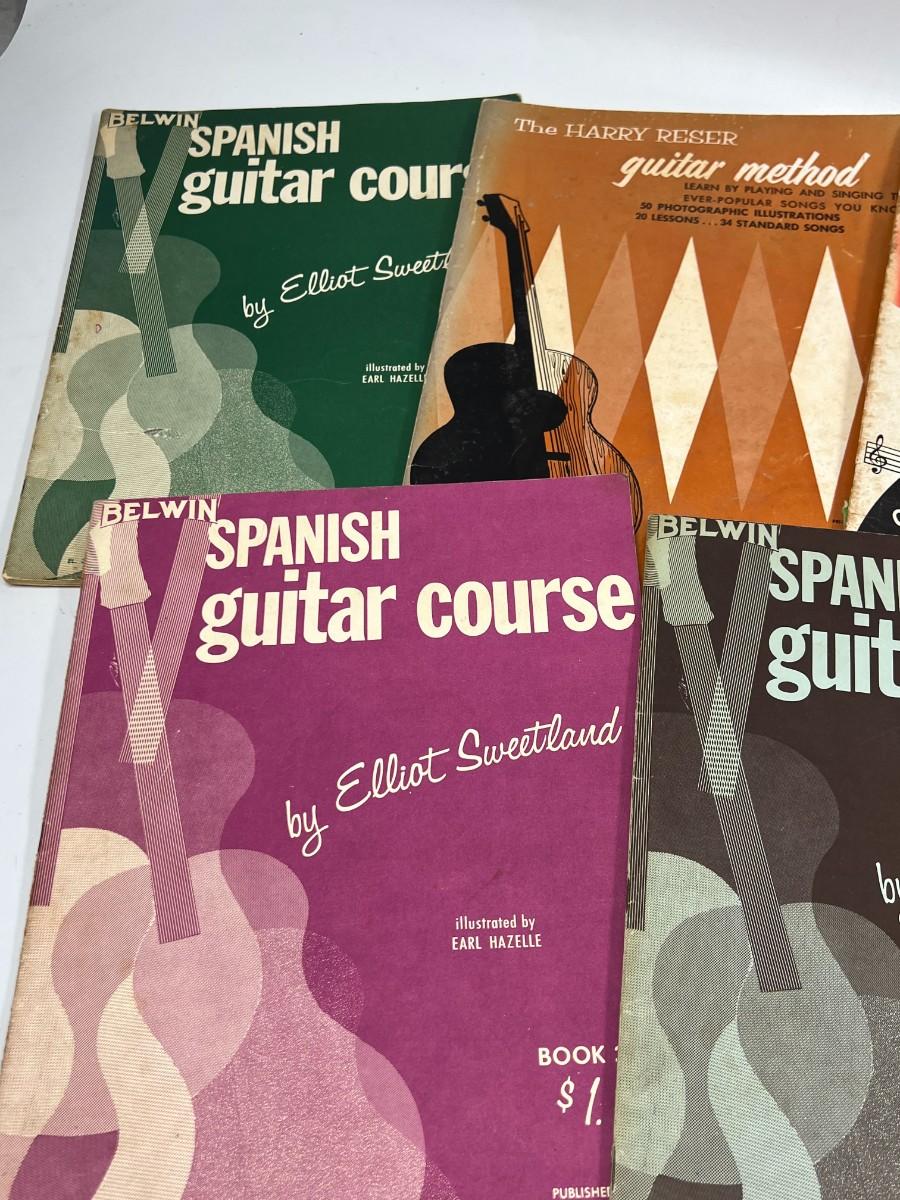 BELWIN
SPANISH
guitar cour
by Elliot Sweetl
illustrated by
EARL HAZELL
The HARRY RESER
guitar method
LEARN BY PLAYING AND SINGING T
EVER-POPULAR SONGS YOU KNO
50 PHOTOGRAPHIC ILLUSTRATIONS
20 LESSONS . . . 34 STANDARD SONGS
BELWIN
SPANISH
guitar course
by Elliot Sweetland
illustrated by
EARL HAZELLE
BOOK
$1.
PUBLISHE
BELWIN
SPAN
guit
by